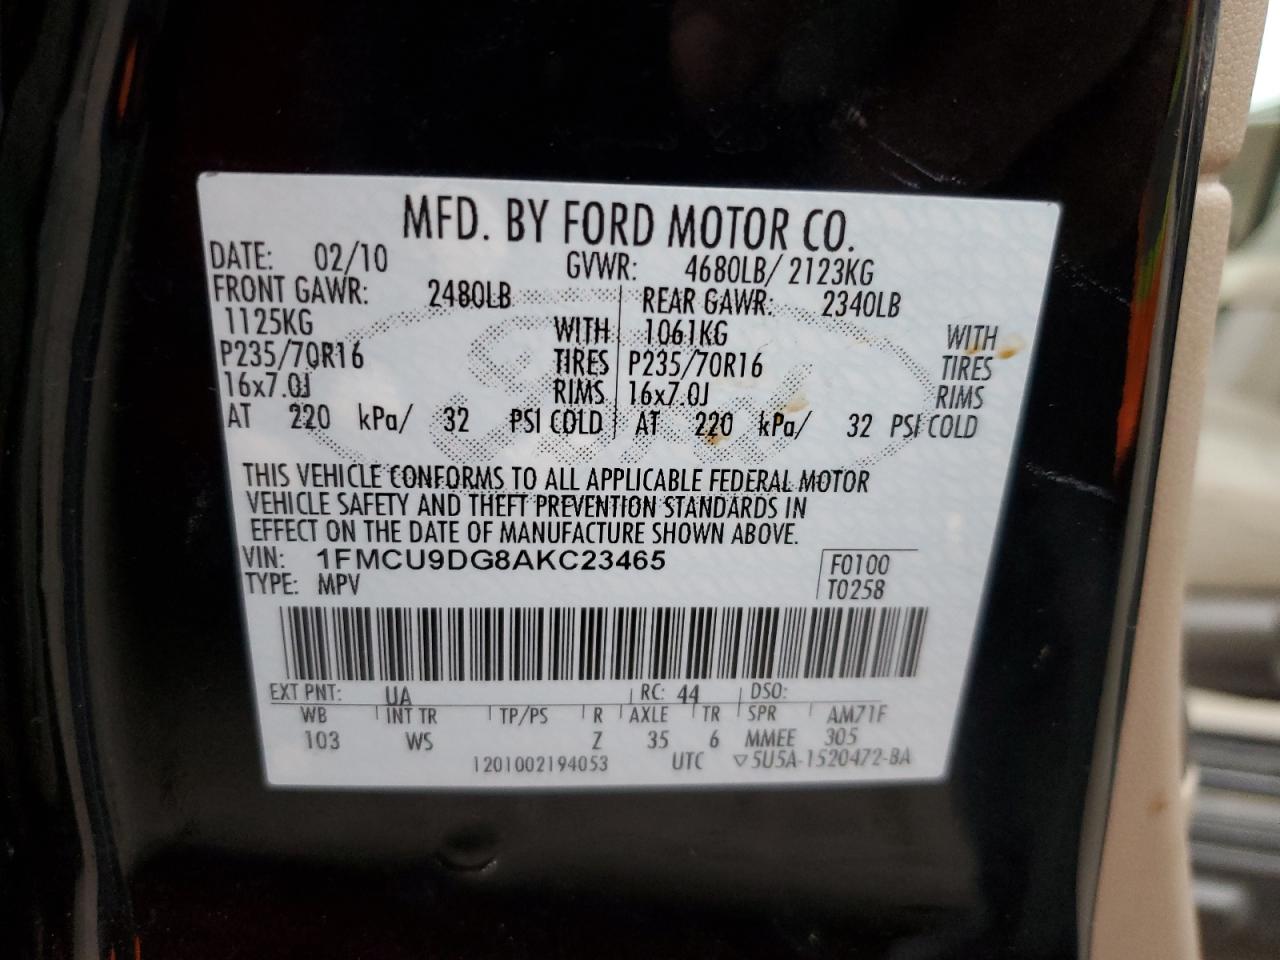 MFD. BY FORD MOTOR CO.
DATE: 02/10 GVWR: 4680LB/ 2123KG
FRONT GAWR: 2480LB REAR GAWR: 2340LB
1125KG WITH 1061KG WITH
P235/70R16 TIRES P235/70R16 TIRES
16x7.0J RIMS 16x7.0J RIMS
AT 220 kPa/ 32 PSI COLD AT 220 kPa/ 32 PSI COLD
THIS VEHICLE CONFORMS TO ALL APPLICABLE FEDERAL MOTOR
VEHICLE SAFETY AND THEFT PREVENTION STANDARDS IN
EFFECT ON THE DATE OF MANUFACTURE SHOWN ABOVE.
VIN: 1FMCU9DG8AKC23465 F0100
TYPE: MPV T0258
EXT PNT: UA RC: 44 DSO:
WB INT TR TP/PS R AXLE TR SPR AM71F
103 WS Z 35 6 MMEE 305
1201002194053 UTC ▽5U5A-1520472-BA